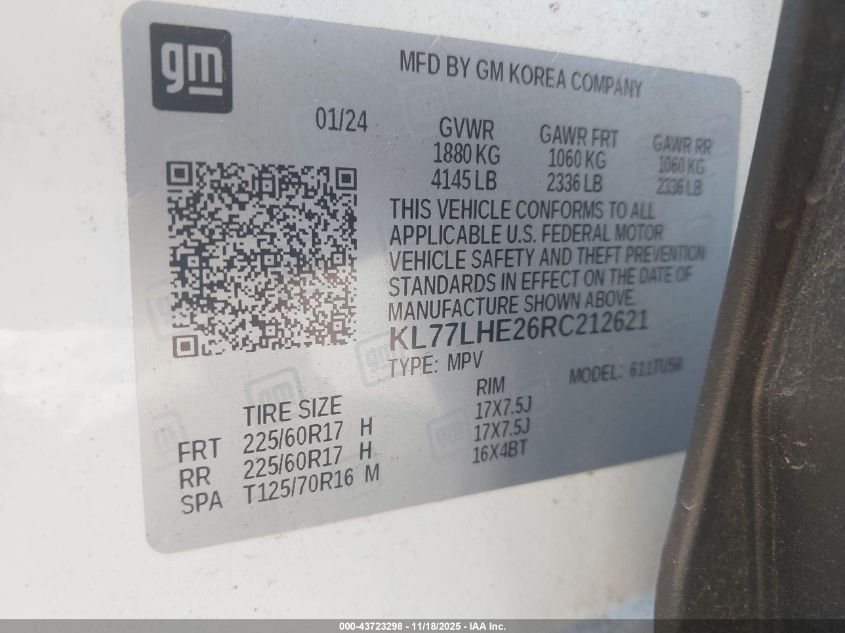 gm
MFD BY GM KOREA COMPANY
01/24 GVWR GAWR FRT GAWR RR
1880 KG 1060 KG 1060 KG
4145 LB 2336 LB 2336 LB
THIS VEHICLE CONFORMS TO ALL
APPLICABLE U.S. FEDERAL MOTOR
VEHICLE SAFETY AND THEFT PREVENTION
STANDARDS IN EFFECT ON THE DATE OF
MANUFACTURE SHOWN ABOVE.
KL77LHE26RC212621
TYPE: MPV MODEL: 611TU58
TIRE SIZE RIM
FRT 225/60R17 H 17X7.5J
RR 225/60R17 H 17X7.5J
SPA T125/70R16 M 16X4BT
000-43723298 - 11/18/2025 - IAA Inc.